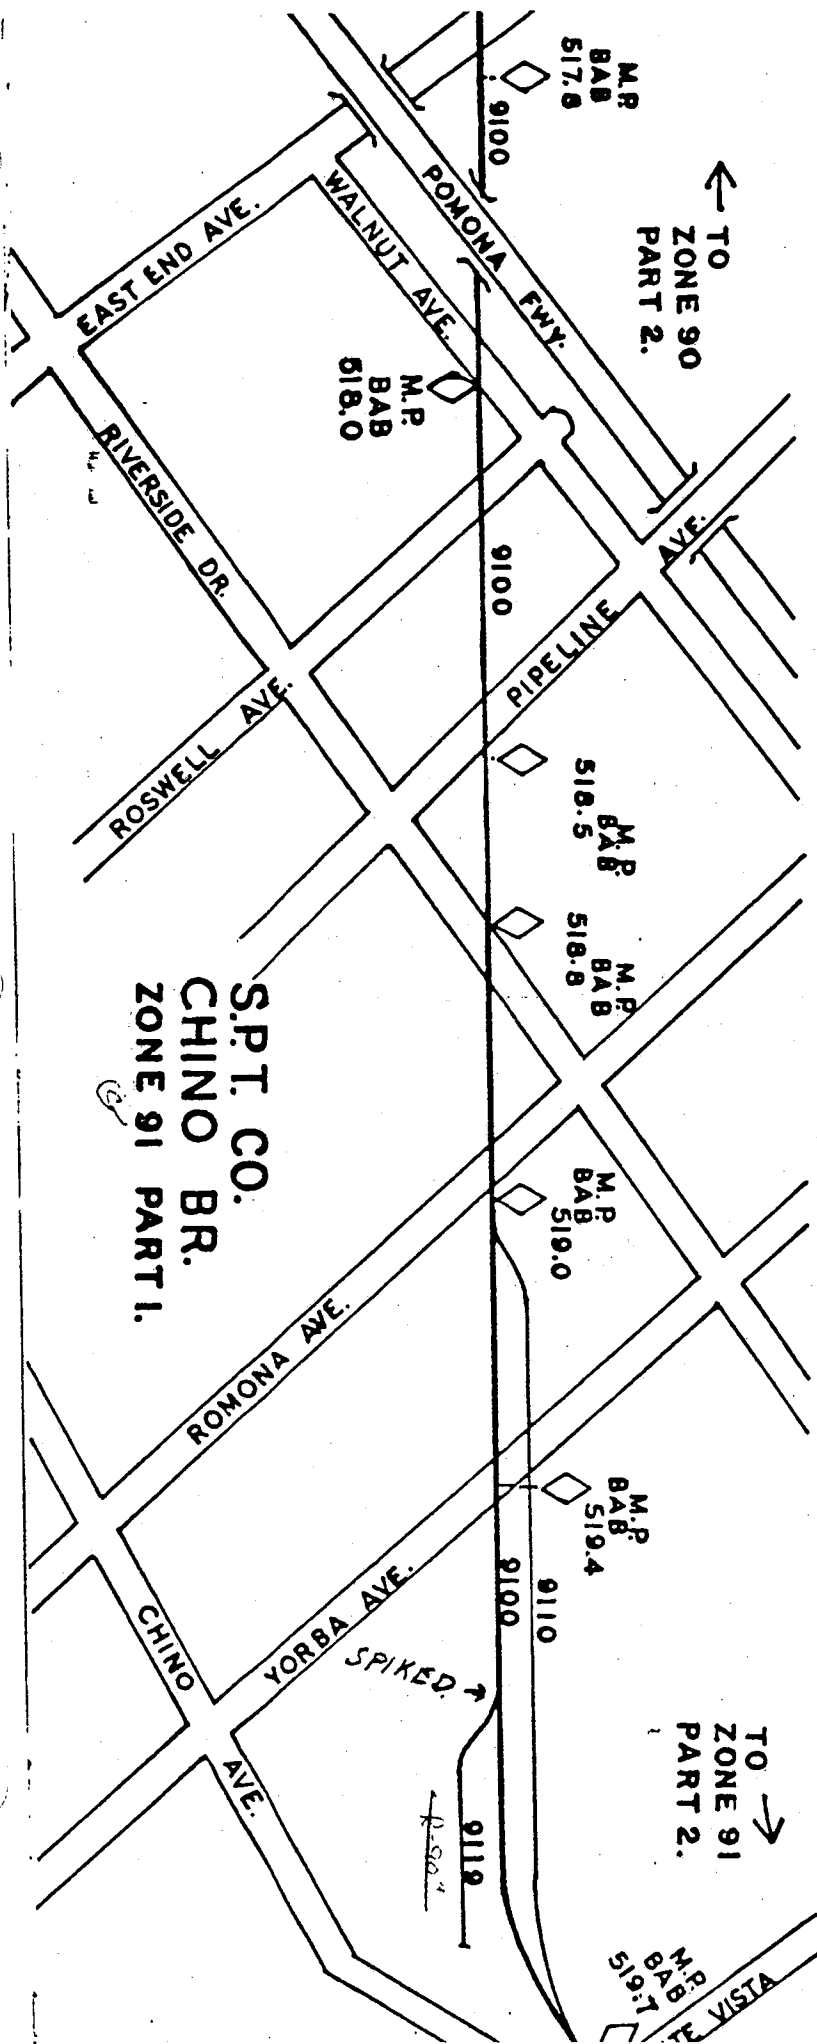 ← TO
ZONE 90
PART 2.
M.P.
BAB
517.8
9100
POMONA FWY.
WALNUT AVE.
EAST END AVE.
M.P.
BAB
518.0
RIVERSIDE DR.
9100
PIPELINE AVE.
ROSWELL AVE.
M.P.
BAB
518.5
M.P.
BAB
518.8
S.P.T. CO.
CHINO BR.
ZONE 91 PART 1.
M.P.
BAB
519.0
ROMONA AVE.
M.P.
BAB
519.4
9110
9100
YORBA AVE.
SPIKED.
CHINO AVE.
9119
TO →
ZONE 91
PART 2.
M.P.
BAB
519.7
TE VISTA